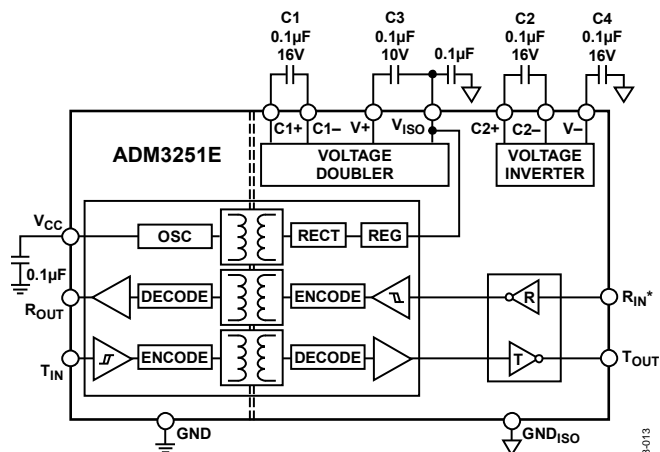 C1
0.1µF
16V
C3
0.1µF
10V
0.1µF
C2
0.1µF
16V
C4
0.1µF
16V
C1+
C1–
V+
VISO
C2+
C2–
V–
ADM3251E
VOLTAGE
DOUBLER
VOLTAGE
INVERTER
VCC
OSC
RECT
REG
0.1µF
ROUT
DECODE
ENCODE
R
RIN*
TIN
ENCODE
DECODE
T
TOUT
GND
GNDISO